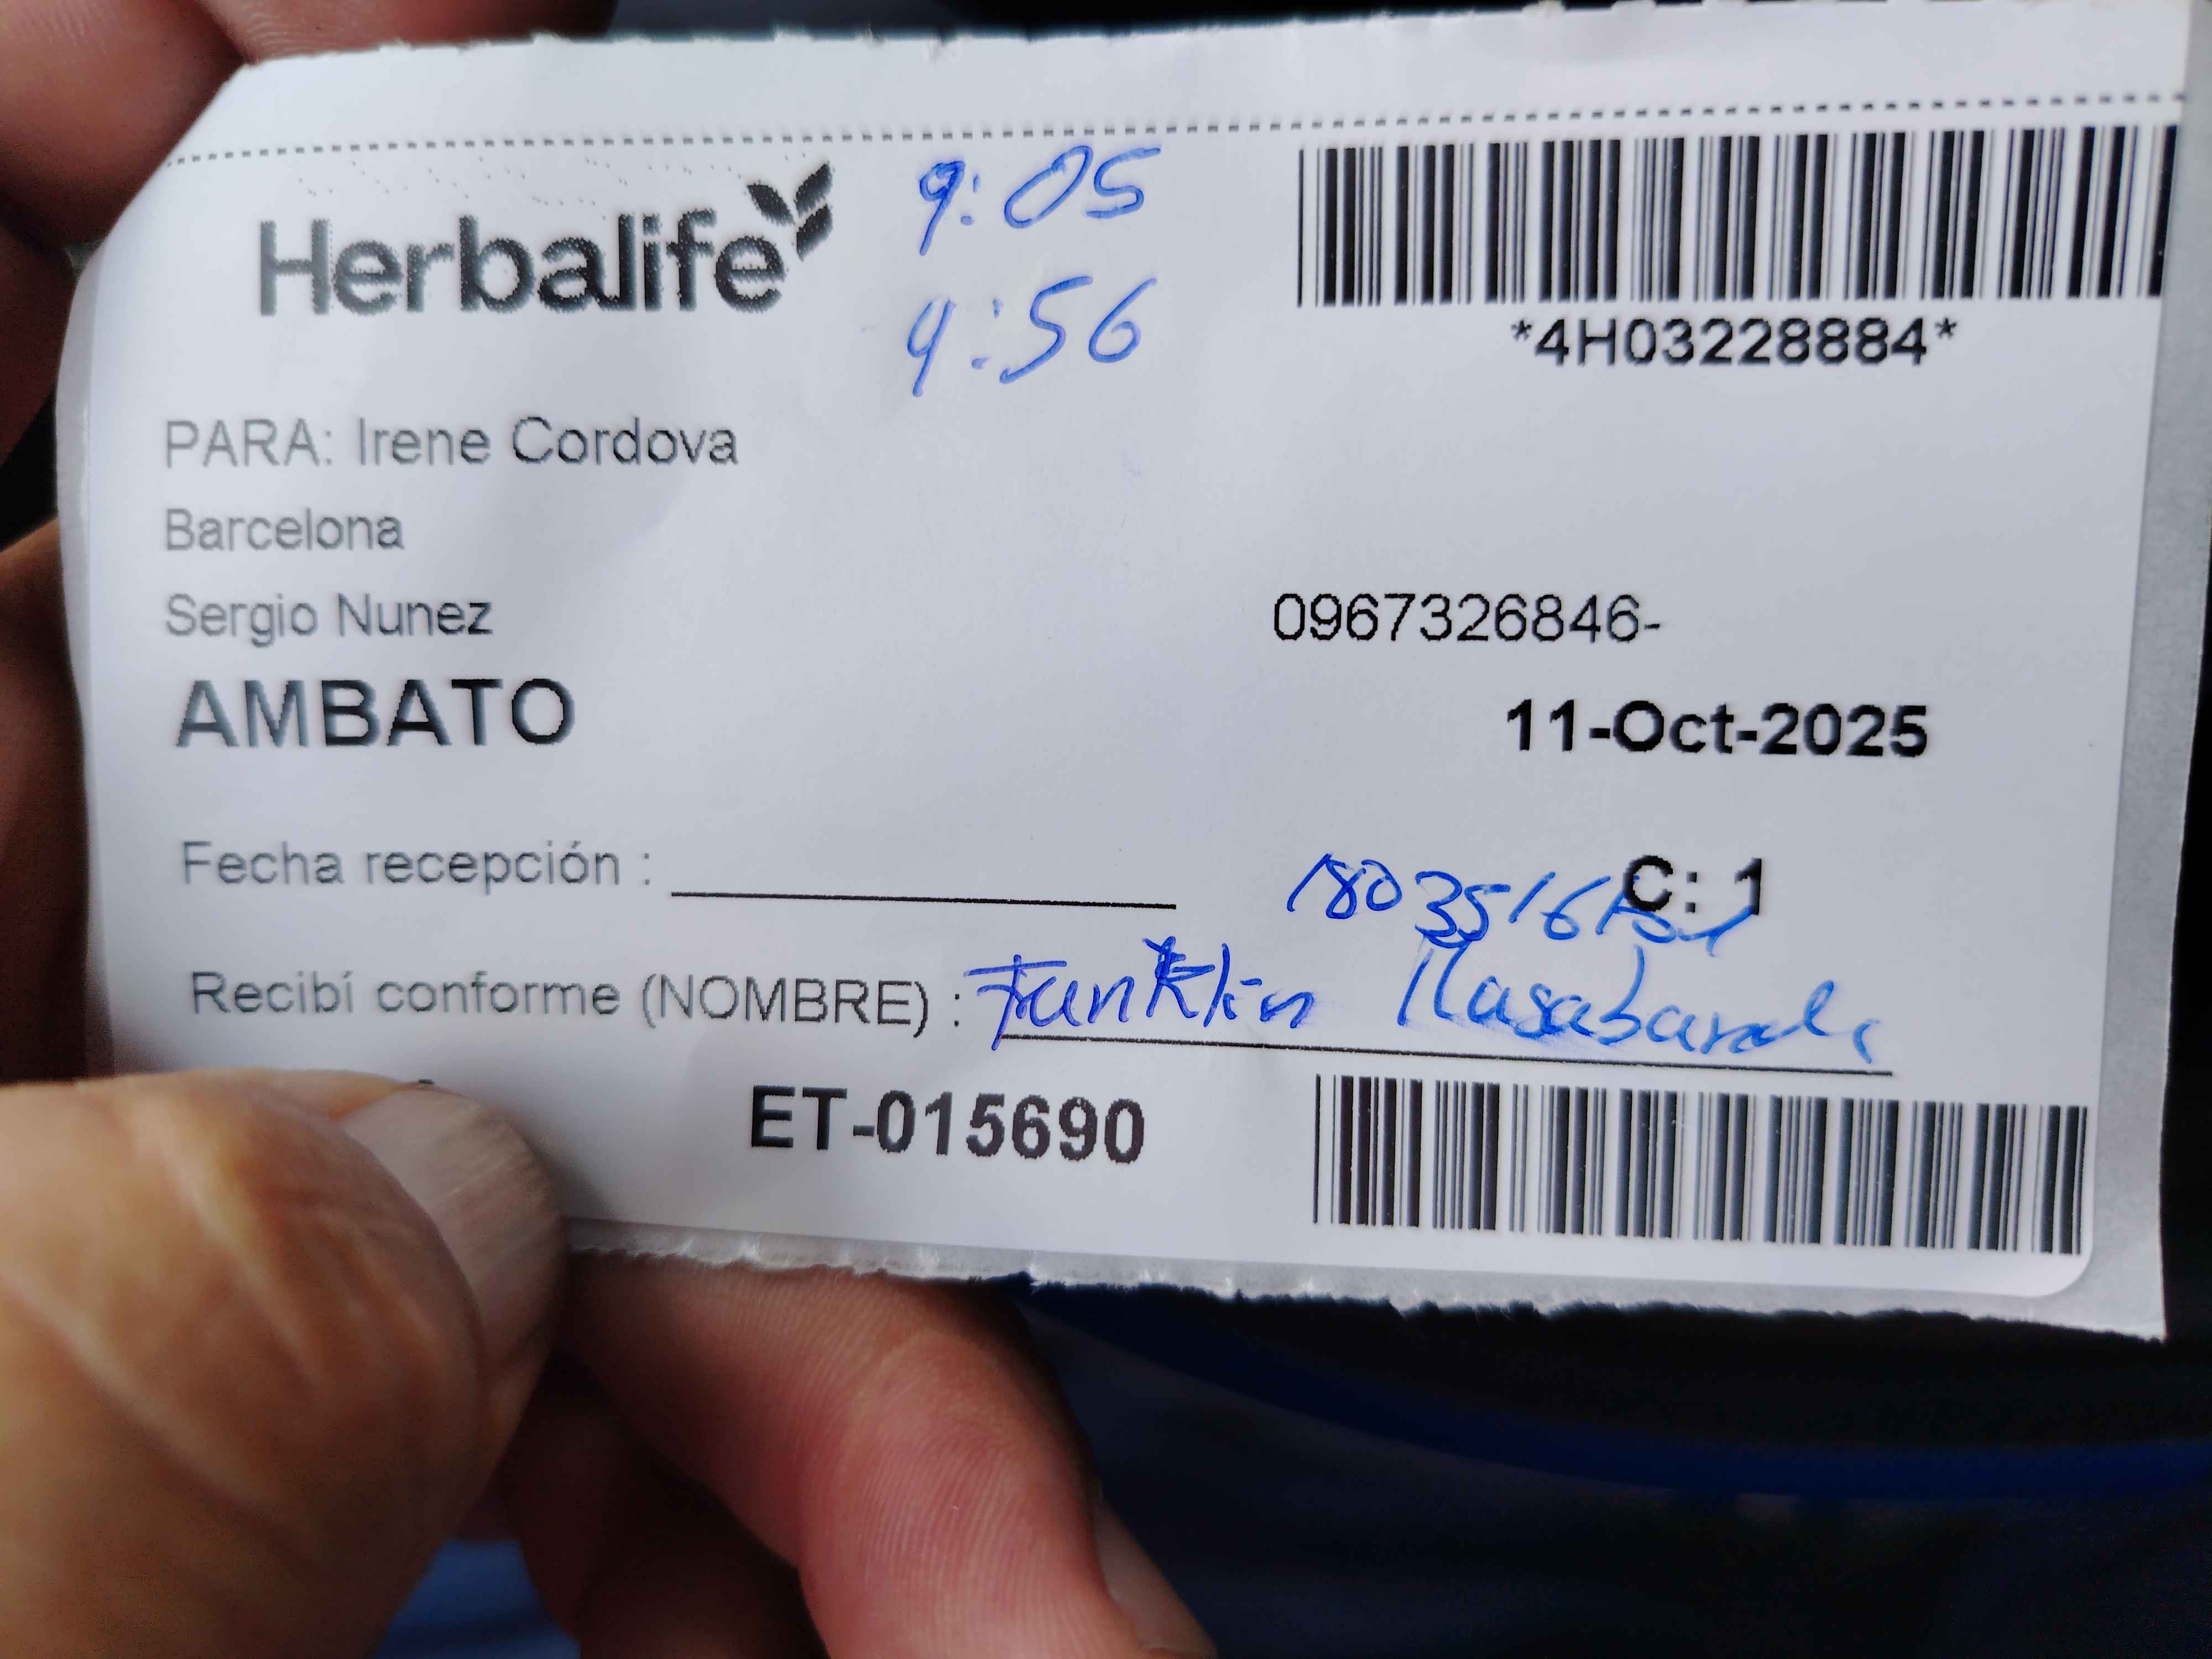 Herbalife
9:05
9:56
*4H03228884*
PARA: Irene Cordova
Barcelona
Sergio Nunez
0967326846-
AMBATO
11-Oct-2025
Fecha recepción :
C: 1
Recibí conforme (NOMBRE) :
ET-015690